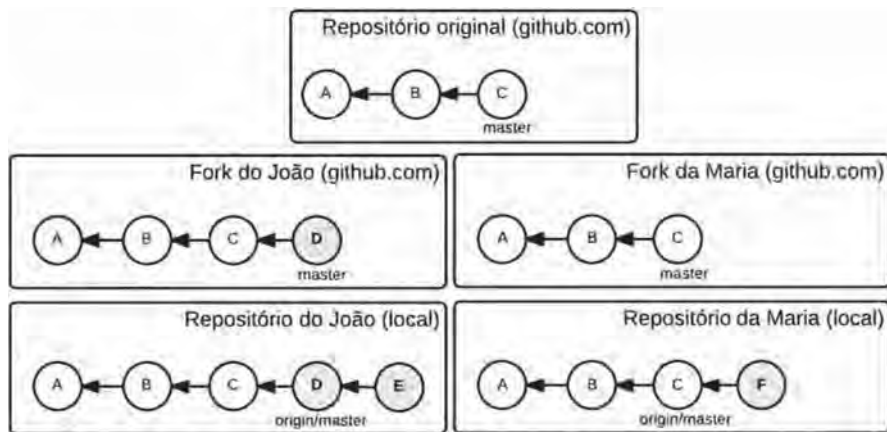 Repositório original (github.com)
A B C
master
Fork do João (github.com)
A B C D
master
Fork da Maria (github.com)
A B C
master
Repositório do João (local)
A B C D E
origin/master
Repositório da Maria (local)
A B C F
origin/master